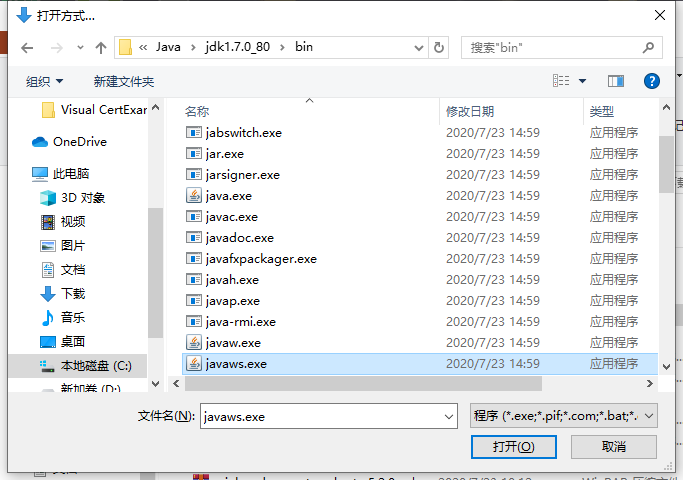 打开方式...
« Java > jdk1.7.0_80 > bin
搜索"bin"
组织 新建文件夹
名称 修改日期 类型
Visual CertExam
OneDrive
此电脑
3D 对象
视频
图片
文档
下载
音乐
桌面
本地磁盘 (C:)
新加卷 (D:)
jabswitch.exe 2020/7/23 14:59 应用程序
jar.exe 2020/7/23 14:59 应用程序
jarsigner.exe 2020/7/23 14:59 应用程序
java.exe 2020/7/23 14:59 应用程序
javac.exe 2020/7/23 14:59 应用程序
javadoc.exe 2020/7/23 14:59 应用程序
javafxpackager.exe 2020/7/23 14:59 应用程序
javah.exe 2020/7/23 14:59 应用程序
javap.exe 2020/7/23 14:59 应用程序
java-rmi.exe 2020/7/23 14:59 应用程序
javaw.exe 2020/7/23 14:59 应用程序
javaws.exe 2020/7/23 14:59 应用程序
文件名(N): javaws.exe 程序 (*.exe;*.pif;*.com;*.bat;*.
打开(O) 取消